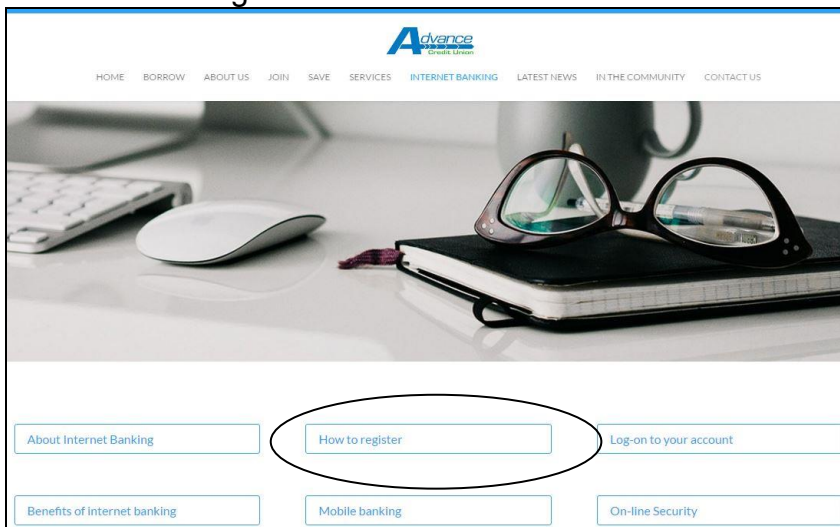 Advance
Credit Union
HOME BORROW ABOUT US JOIN SAVE SERVICES INTERNET BANKING LATEST NEWS IN THE COMMUNITY CONTACT US
About Internet Banking How to register Log-on to your account
Benefits of internet banking Mobile banking On-line Security